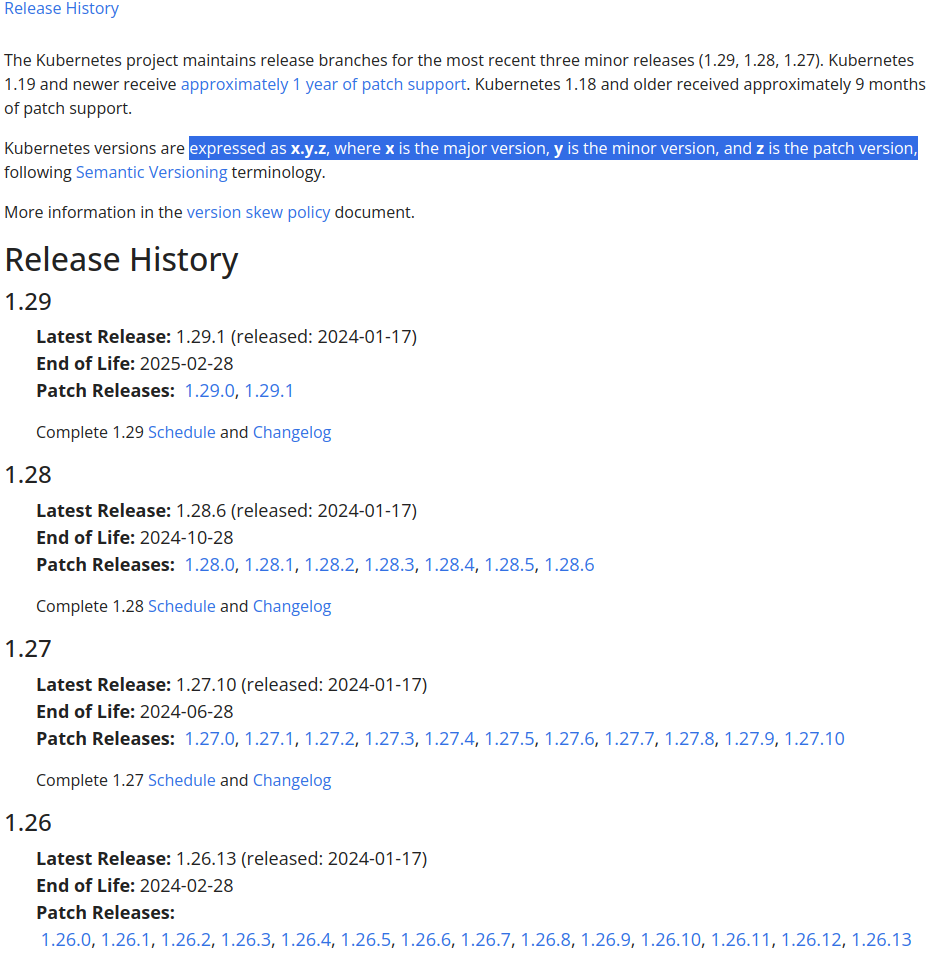 Release History
The Kubernetes project maintains release branches for the most recent three minor releases (1.29, 1.28, 1.27). Kubernetes
1.19 and newer receive approximately 1 year of patch support. Kubernetes 1.18 and older received approximately 9 months
of patch support.
Kubernetes versions are expressed as x.y.z, where x is the major version, y is the minor version, and z is the patch version,
following Semantic Versioning terminology.
More information in the version skew policy document.
Release History
1.29
Latest Release: 1.29.1 (released: 2024-01-17)
End of Life: 2025-02-28
Patch Releases: 1.29.0, 1.29.1
Complete 1.29 Schedule and Changelog
1.28
Latest Release: 1.28.6 (released: 2024-01-17)
End of Life: 2024-10-28
Patch Releases: 1.28.0, 1.28.1, 1.28.2, 1.28.3, 1.28.4, 1.28.5, 1.28.6
Complete 1.28 Schedule and Changelog
1.27
Latest Release: 1.27.10 (released: 2024-01-17)
End of Life: 2024-06-28
Patch Releases: 1.27.0, 1.27.1, 1.27.2, 1.27.3, 1.27.4, 1.27.5, 1.27.6, 1.27.7, 1.27.8, 1.27.9, 1.27.10
Complete 1.27 Schedule and Changelog
1.26
Latest Release: 1.26.13 (released: 2024-01-17)
End of Life: 2024-02-28
Patch Releases:
1.26.0, 1.26.1, 1.26.2, 1.26.3, 1.26.4, 1.26.5, 1.26.6, 1.26.7, 1.26.8, 1.26.9, 1.26.10, 1.26.11, 1.26.12, 1.26.13